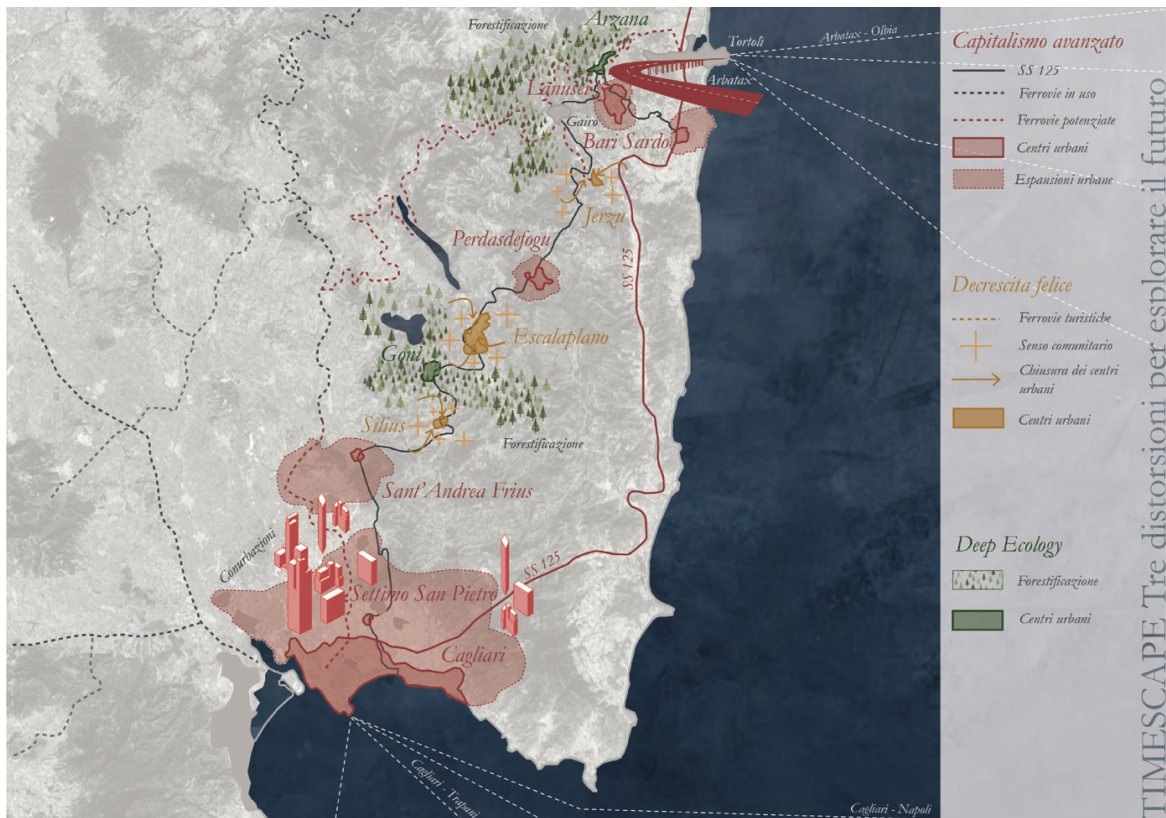 Forestificazione
Arzana
Tortolì
Arbatax - Olbia
Lanusei
Arbatax
Gairo
Bari Sardo
Jerzu
Perdasdefogu
SS 125
Escalaplano
Goni
Silius
Forestificazione
Sant'Andrea Frius
Conurbazioni
SS 125
Settimo San Pietro
Cagliari
Cagliari - Trapani
Cagliari - Napoli
Capitalismo avanzato
SS 125
Ferrovie in uso
Ferrovie potenziate
Centri urbani
Espansioni urbane
Decrescita felice
Ferrovie turistiche
Senso comunitario
Chiusura dei centri
urbani
Centri urbani
Deep Ecology
Forestificazione
Centri urbani
TIMESCAPE Tre distorsioni per esplorare il futuro